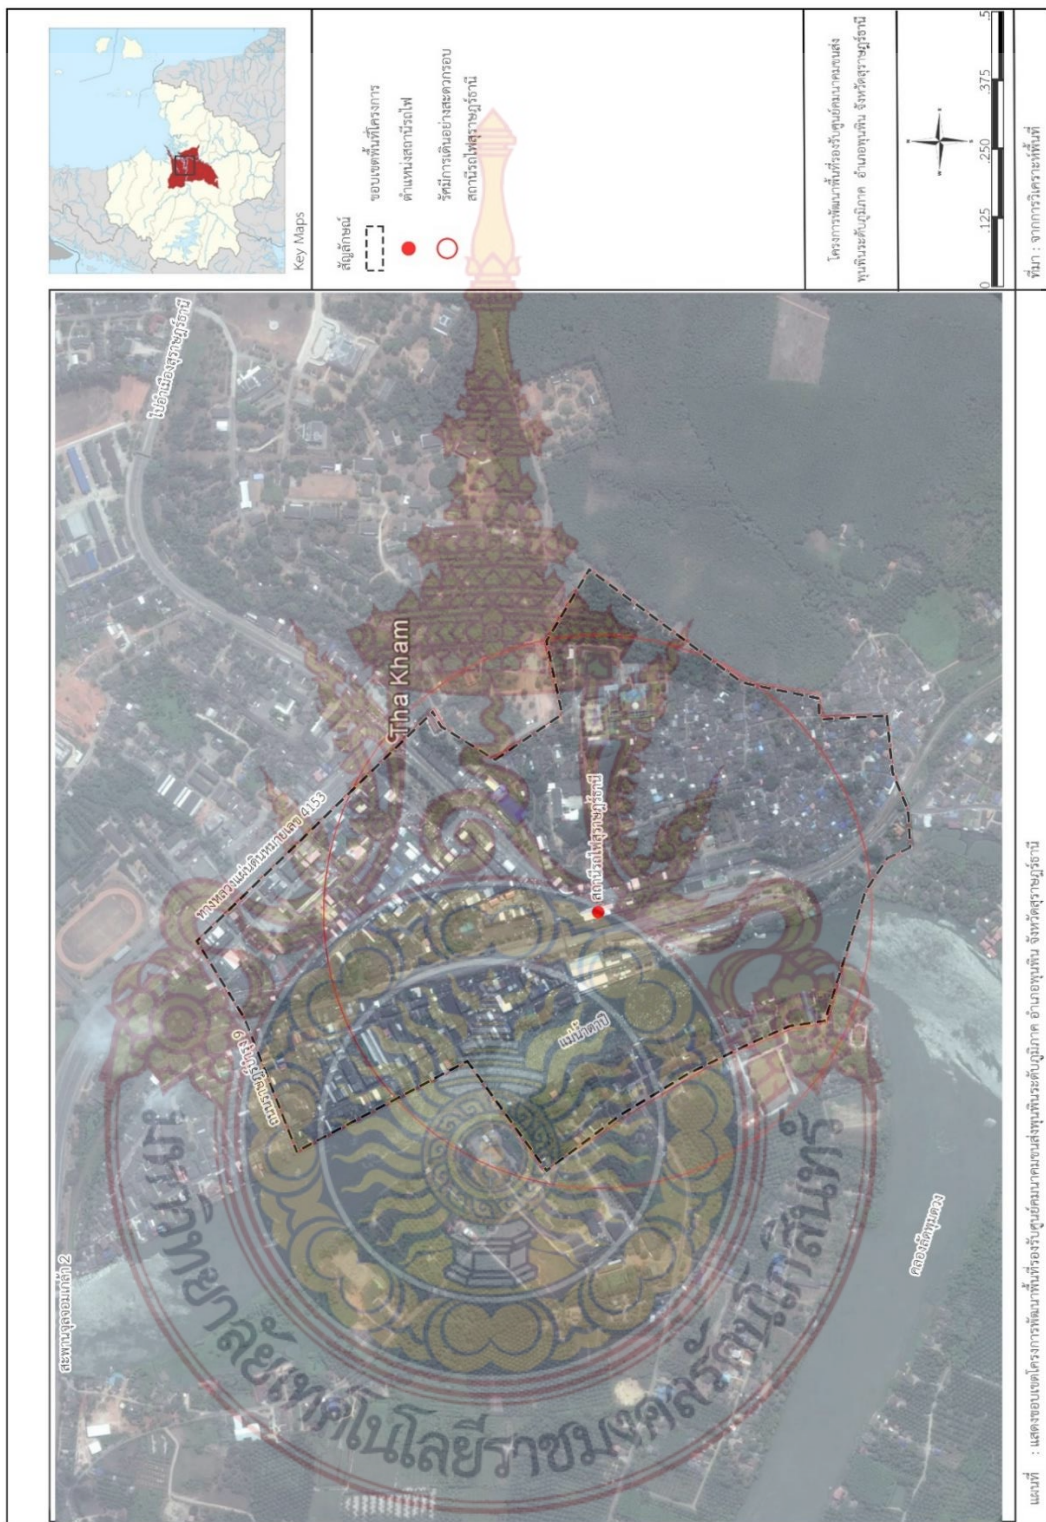 Key Maps
สัญลักษณ์
ขอบเขตพื้นที่โครงการ
ตำแหน่งสถานีรถไฟ
รัศมีการเดินอย่างสะดวกรอบ
สถานีรถไฟสุราษฎร์ธานี
โครงการพัฒนาพื้นที่รองรับศูนย์คมนาคมขนส่ง
พุนพินระดับภูมิภาค อำเภอพุนพิน จังหวัดสุราษฎร์ธานี
0 .125 .250 .375 .5
ที่มา : จากการวิเคราะห์พื้นที่
สะพานจุลจอมเกล้า 2
ไปอำเมืองสุราษฎร์ธานี
ทางหลวงแผ่นดินหมายเลข 4153
Tha Kham
สถานีรถไฟสุราษฎร์ธานี
แม่น้ำตาปี
มหาวิทยาลัยเทคโนโลยีราชมงคลรัตนโกสินทร์
แผนที่ : แสดงขอบเขตโครงการพัฒนาพื้นที่รองรับศูนย์คมนาคมขนส่งพุนพินระดับภูมิภาค อำเภอพุนพิน จังหวัดสุราษฎร์ธานี